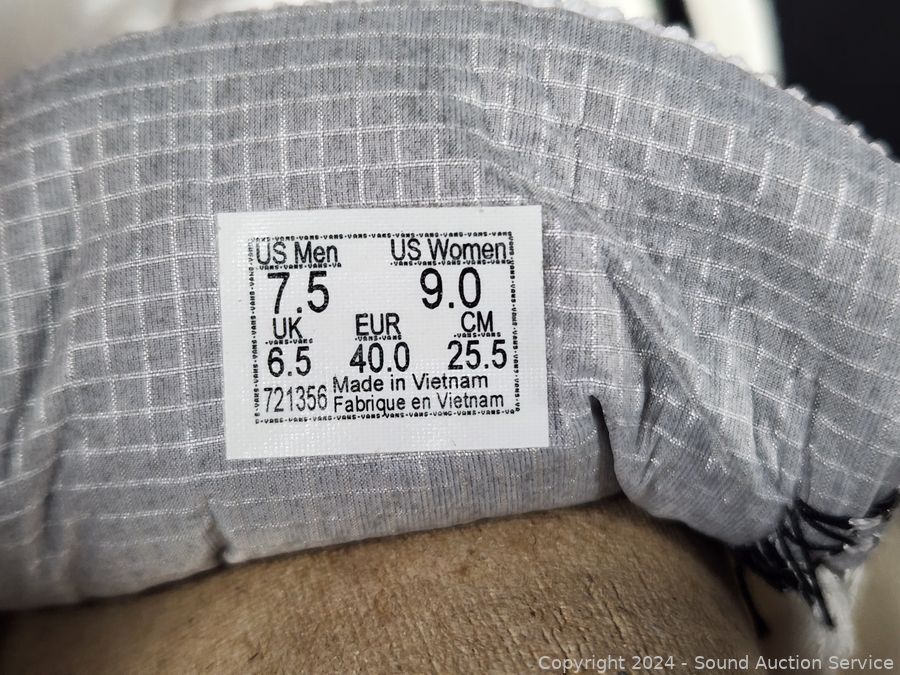 US Men US Women
7.5 9.0
UK EUR CM
6.5 40.0 25.5
721356 Made in Vietnam
Fabrique en Vietnam
Copyright 2024 - Sound Auction Service